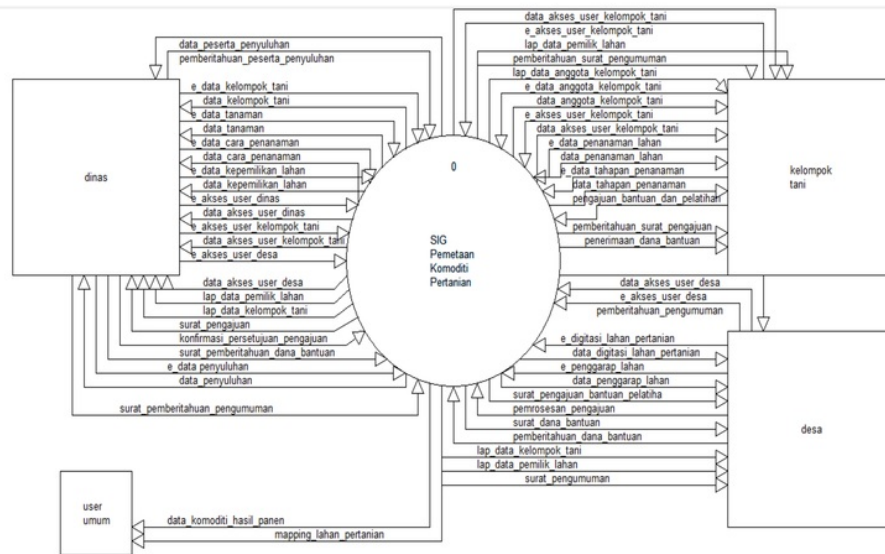 data_akses_user_kelompok_tani
e_akses_user_kelompok_tani
lap_data_pemilik_lahan
pemberitahuan_surat_pengumuman
lap_data_anggota_kelompok_tani
e_data_anggota_kelompok_tani
data_anggota_kelompok_tani
e_akses_user_kelompok_tani
data_akses_user_kelompok_tani
e_data_penanaman_lahan
data_penanaman_lahan
e_data_tahapan_penanaman
data_tahapan_penanaman
pengajuan_bantuan_dan_pelatihan
pemberitahuan_surat_pengajuan
penerimaan_dana_bantuan
data_peserta_penyuluhan
pemberitahuan_peserta_penyuluhan
e_data_kelompok_tani
data_kelompok_tani
e_data_tanaman
data_tanaman
e_data_cara_penanaman
data_cara_penanaman
e_data_kepemilikan_lahan
data_kepemilikan_lahan
e_akses_user_dinas
data_akses_user_dinas
e_akses_user_kelompok_tani
data_akses_user_kelompok_tani
e_akses_user_desa
dinas
0
SIG
Pemetaan
Komoditi
Pertanian
kelompok
tani
data_akses_user_desa
lap_data_pemilik_lahan
lap_data_kelompok_tani
surat_pengajuan
konfirmasi_persetujuan_pengajuan
surat_pemberitahuan_dana_bantuan
e_data penyuluhan
data_penyuluhan
surat_pemberitahuan_pengumuman
data_akses_user_desa
e_akses_user_desa
pemberitahuan_pengumuman
e_digitasi_lahan_pertanian
data_digitasi_lahan_pertanian
e_penggarap_lahan
data_penggarap_lahan
surat_pengajuan_bantuan_pelatiha
pemrosesan_pengajuan
surat_dana_bantuan
pemberitahuan_dana_bantuan
lap_data_kelompok_tani
lap_data_pemilik_lahan
surat_pengumuman
desa
user
umum
data_komoditi_hasil_panen
mapping_lahan_pertanian